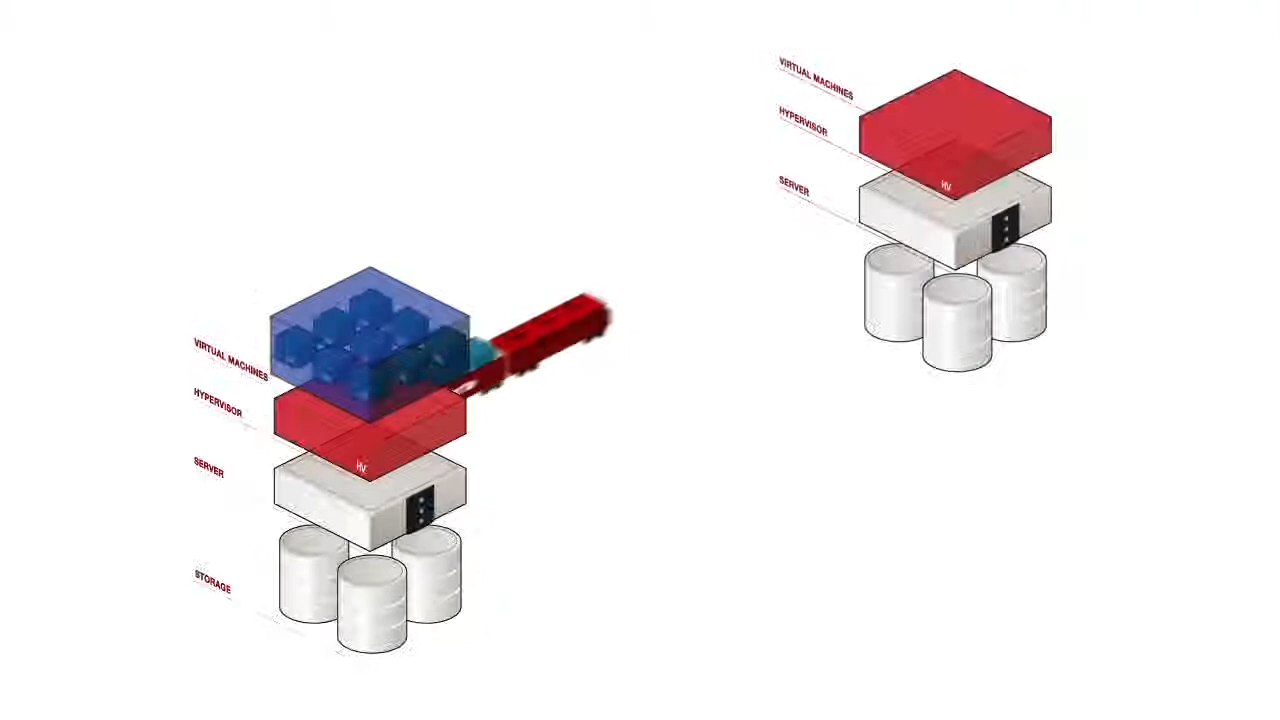 VIRTUAL MACHINES
HYPERVISOR
SERVER
HV
VIRTUAL MACHINES
HYPERVISOR
SERVER
STORAGE
HV